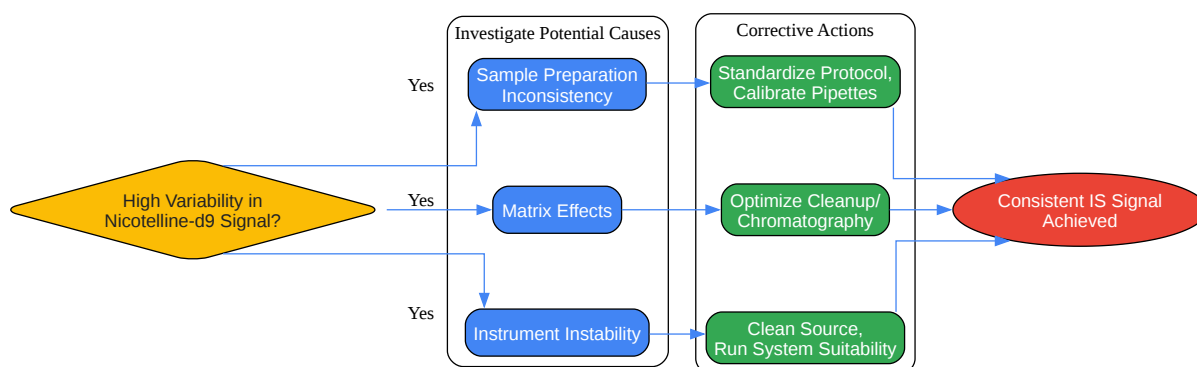 High Variability in
Nicotelline-d9 Signal?
Yes
Yes
Yes
Investigate Potential Causes
Sample Preparation
Inconsistency
Matrix Effects
Instrument Instability
Corrective Actions
Standardize Protocol,
Calibrate Pipettes
Optimize Cleanup/
Chromatography
Clean Source,
Run System Suitability
Consistent IS Signal
Achieved